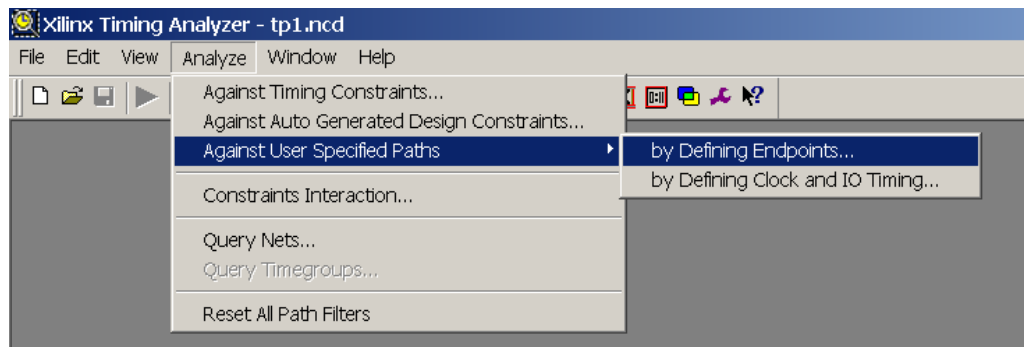 Xilinx Timing Analyzer - tp1.ncd
File Edit View Analyze Window Help
Against Timing Constraints...
Against Auto Generated Design Constraints...
Against User Specified Paths
by Defining Endpoints...
by Defining Clock and IO Timing...
Constraints Interaction...
Query Nets...
Query Timegroups...
Reset All Path Filters